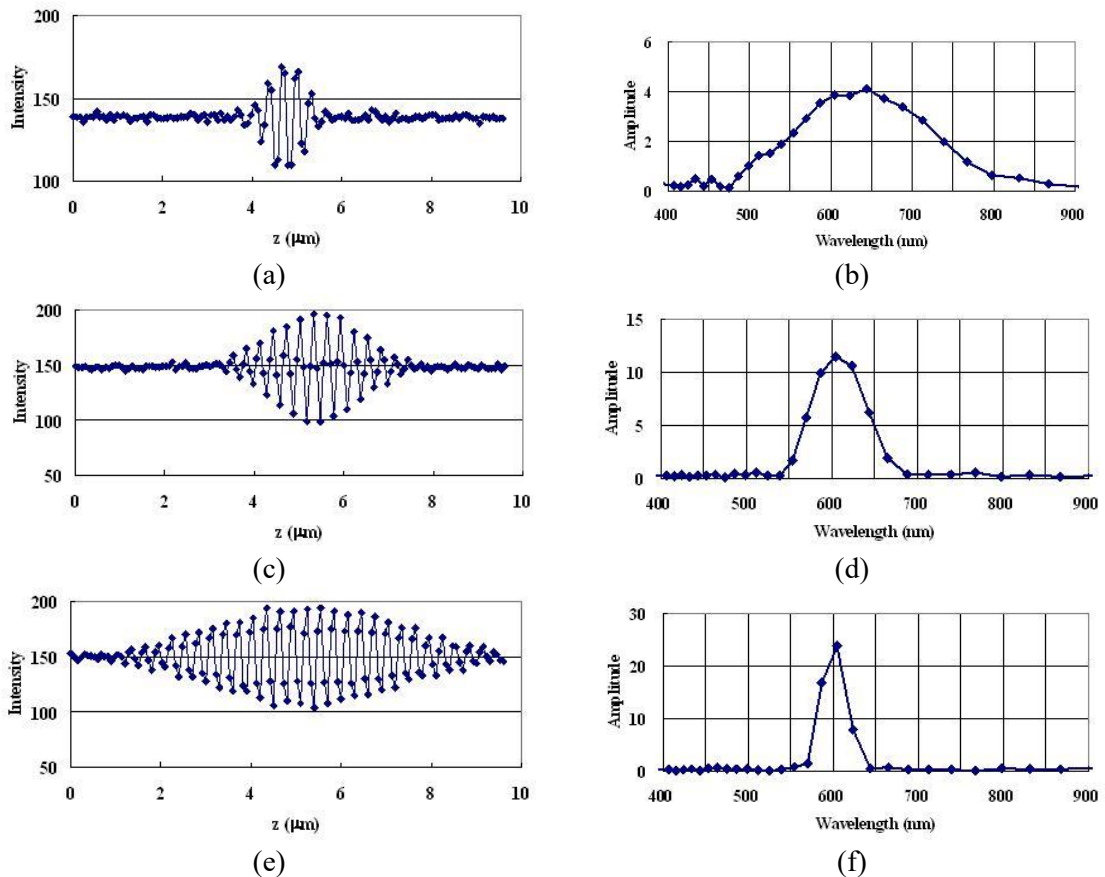 200
150
100
Intensity
0 2 4 6 8 10
z (μm)
(a)
6
4
2
0
Amplitude
400 500 600 700 800 900
Wavelength (nm)
(b)
200
150
100
50
Intensity
0 2 4 6 8 10
z (μm)
(c)
15
10
5
0
Amplitude
400 500 600 700 800 900
Wavelength (nm)
(d)
200
150
100
50
Intensity
0 2 4 6 8 10
z (μm)
(e)
30
20
10
0
Amplitude
400 500 600 700 800 900
Wavelength (nm)
(f)